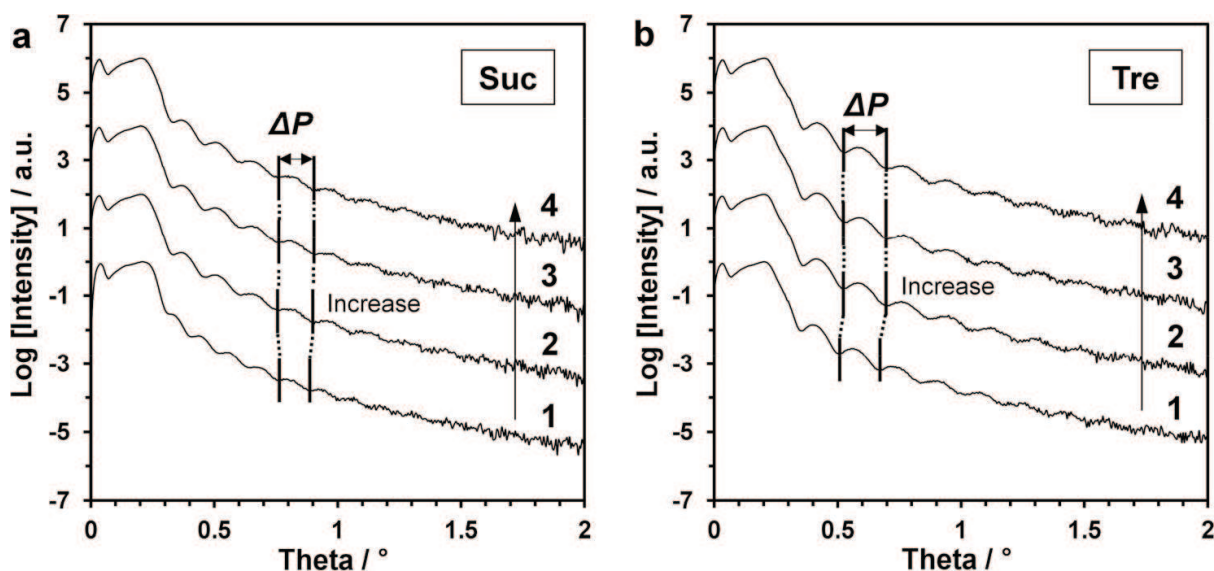 a
Suc
ΔP
Increase
4
3
2
1
7
5
3
1
-1
-3
-5
-7
Log [Intensity] / a.u.
0 0.5 1 1.5 2
Theta / °
b
Tre
ΔP
Increase
4
3
2
1
7
5
3
1
-1
-3
-5
-7
Log [Intensity] / a.u.
0 0.5 1 1.5 2
Theta / °